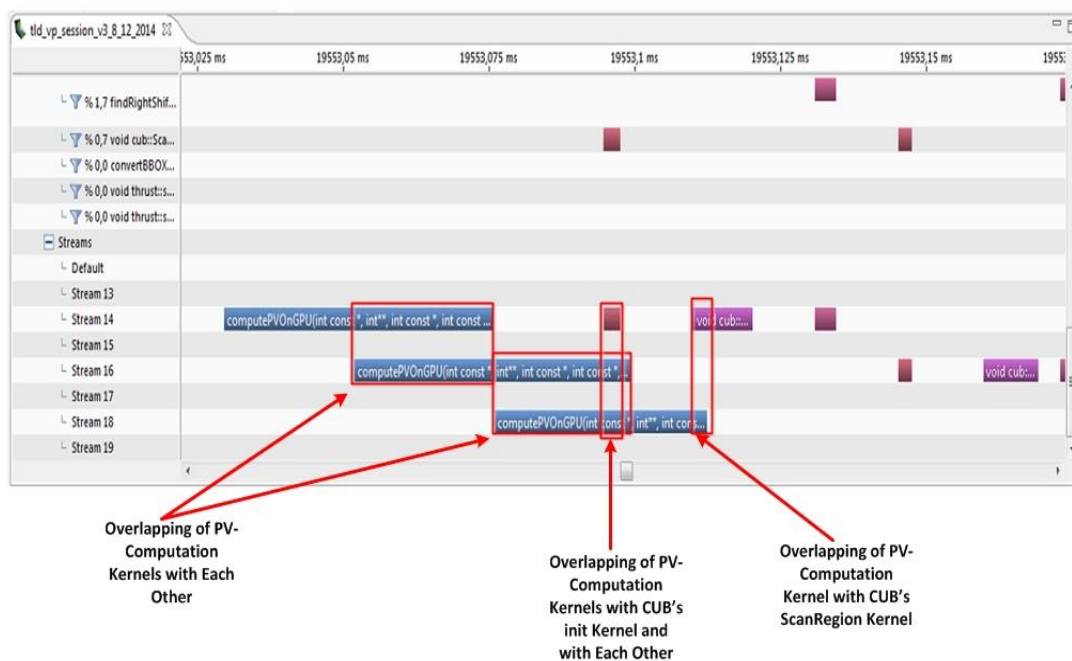 tld_vp_session_v3_8_12_2014
553,025 ms 19553,05 ms 19553,075 ms 19553,1 ms 19553,125 ms 19553,15 ms 1955:
% 1,7 findRightShif...
% 0,7 void cub::Sca...
% 0,0 convertBBOX...
% 0,0 void thrust::s...
% 0,0 void thrust::s...
Streams
Default
Stream 13
Stream 14 computePVOnGPU(int const *, int**, int const *, int const ... void cub::...
Stream 15
Stream 16 computePVOnGPU(int const *, int**, int const *, int const *,... void cub:...
Stream 17
Stream 18 computePVOnGPU(int const *, int**, int cons...
Stream 19
Overlapping of PV-
Computation
Kernels with Each
Other
Overlapping of PV-
Computation
Kernels with CUB's
init Kernel and
with Each Other
Overlapping of PV-
Computation
Kernel with CUB's
ScanRegion Kernel